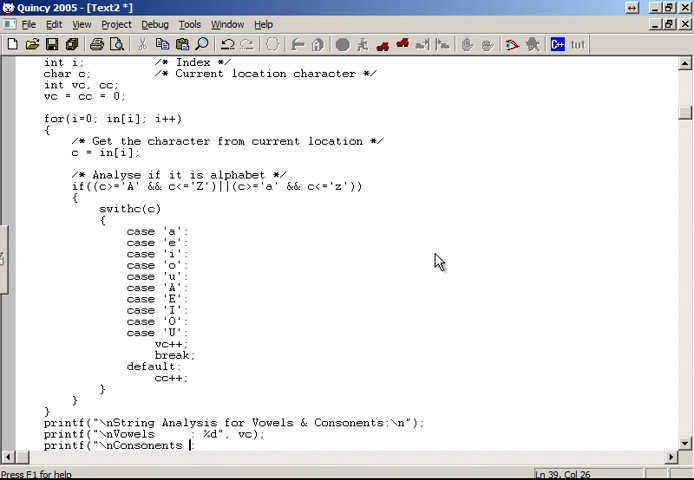 Quincy 2005 - [Text2 *]
File Edit View Project Debug Tools Window Help
C++ tut
int i; /* Index */
char c; /* Current location character */
int vc, cc;
vc = cc = 0;
for(i=0; in[i]; i++)
{
/* Get the character from current location */
c = in[i];
/* Analyse if it is alphabet */
if((c>='A' && c<='Z')||(c>='a' && c<='z'))
{
swithc(c)
{
case 'a':
case 'e':
case 'i':
case 'o':
case 'u':
case 'A':
case 'E':
case 'I':
case 'O':
case 'U':
vc++;
break;
default:
cc++;
}
}
}
printf("\nString Analysis for Vowels & Consonents:\n");
printf("\nVowels : %d", vc);
printf("\nConsonents :
Press F1 for help
Ln 39, Col 26